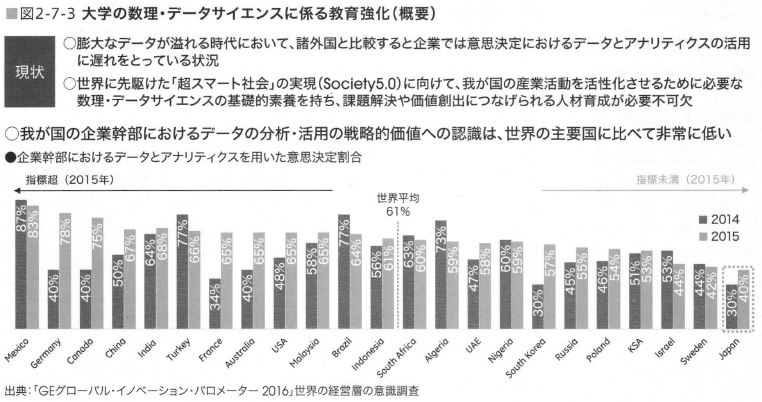 ■図2-7-3 大学の数理・データサイエンスに係る教育強化(概要)
現状
○膨大なデータが溢れる時代において、諸外国と比較すると企業では意思決定におけるデータとアナリティクスの活用
に遅れをとっている状況
○世界に先駆けた「超スマート社会」の実現(Society5.0)に向けて、我が国の産業活動を活性化させるために必要な
数理・データサイエンスの基礎的素養を持ち、課題解決や価値創出につなげられる人材育成が必要不可欠
○我が国の企業幹部におけるデータの分析・活用の戦略的価値への認識は、世界の主要国に比べて非常に低い
●企業幹部におけるデータとアナリティクスを用いた意思決定割合
指標超(2015年)
世界平均
61%
指標未満(2015年)
■2014
■2015
87% 83% 40% 78% 40% 75% 50% 67% 64% 68% 77% 66% 34% 65% 40% 65% 48% 65% 58% 65% 77% 64% 56% 61% 63% 60% 73% 59% 47% 58% 60% 59% 30% 57% 45% 55% 46% 54% 51% 53% 53% 44% 44% 42% 30% 40%
Mexico Germany Canada China India Turkey France Australia USA Malaysia Brazil Indonesia South Africa Algeria UAE Nigeria South Korea Russia Poland KSA Israel Sweden Japan
出典:「GEグローバル・イノベーション・バロメーター 2016」世界の経営層の意識調査